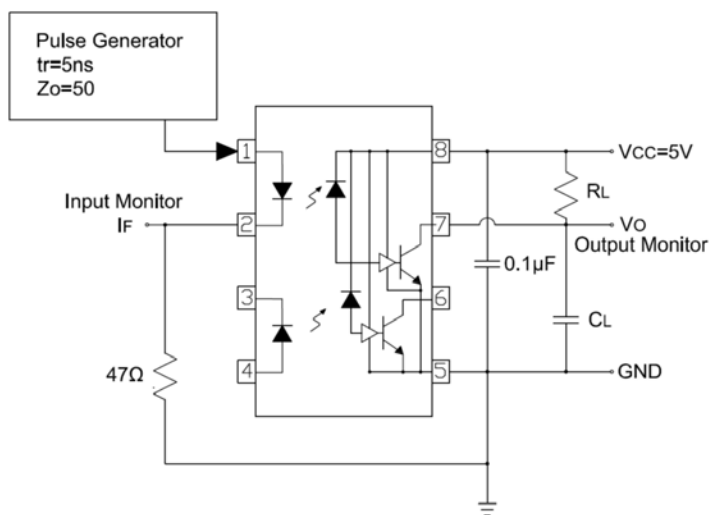 Pulse Generator
tr=5ns
Zo=50
1
8
VCC=5V
RL
Input Monitor
IF
2
7
VO
Output Monitor
0.1µF
3
6
CL
47Ω
4
5
GND